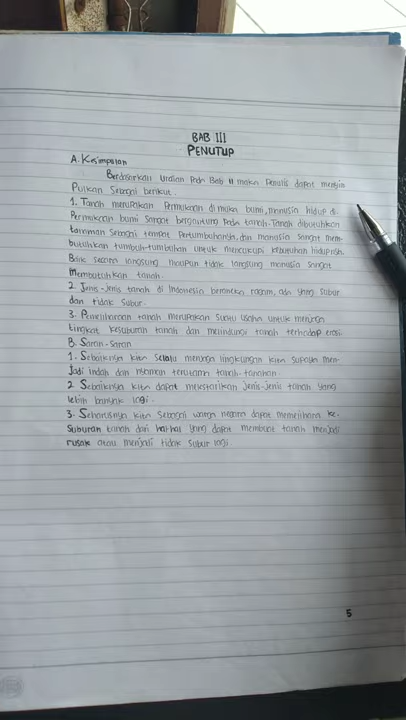 BAB III
PENUTUP
A. Kesimpulan
Berdasarkan Uraian Pada Bab II maka Penulis dapat menyim
Pulkan Sebagai berikut.
1. Tanah merupakan Permukaan di muka bumi, manusia hidup di
Permukaan bumi Sangat bergantung Pada tanah. Tanah dibutuhkan
tanaman Sebagai tempat Pertumbuhannya, dan manusia sangat mem-
butuhkan tumbuh-tumbuhan untuk mencukupi kebutuhan hidupnya.
Baik secara langsung maupun tidak langsung manusia sangat
membutuhkan tanah.
2. Jenis-Jenis tanah di Indonesia beraneka ragam, ada yang subur
dan tidak Subur.
3. Pemeliharaan tanah merupakan Suatu usaha untuk menjaga
tingkat kesuburan tanah dan melindungi tanah terhadap erosi.
B. Saran-Saran
1. Sebaiknya kita selalu menjaga lingkungan kita supaya men-
Jadi indah dan nyaman terutama tanah-tanahan.
2. Sebaiknya kita dapat melestarikan Jenis-jenis tanah yang
lebih banyak lagi.
3. Seharusnya kita Sebagai warga negara dapat memelihara ke-
Suburan tanah dari hal-hal yang dapat membuat tanah menjadi
rusak atau menjadi tidak subur lagi.
5